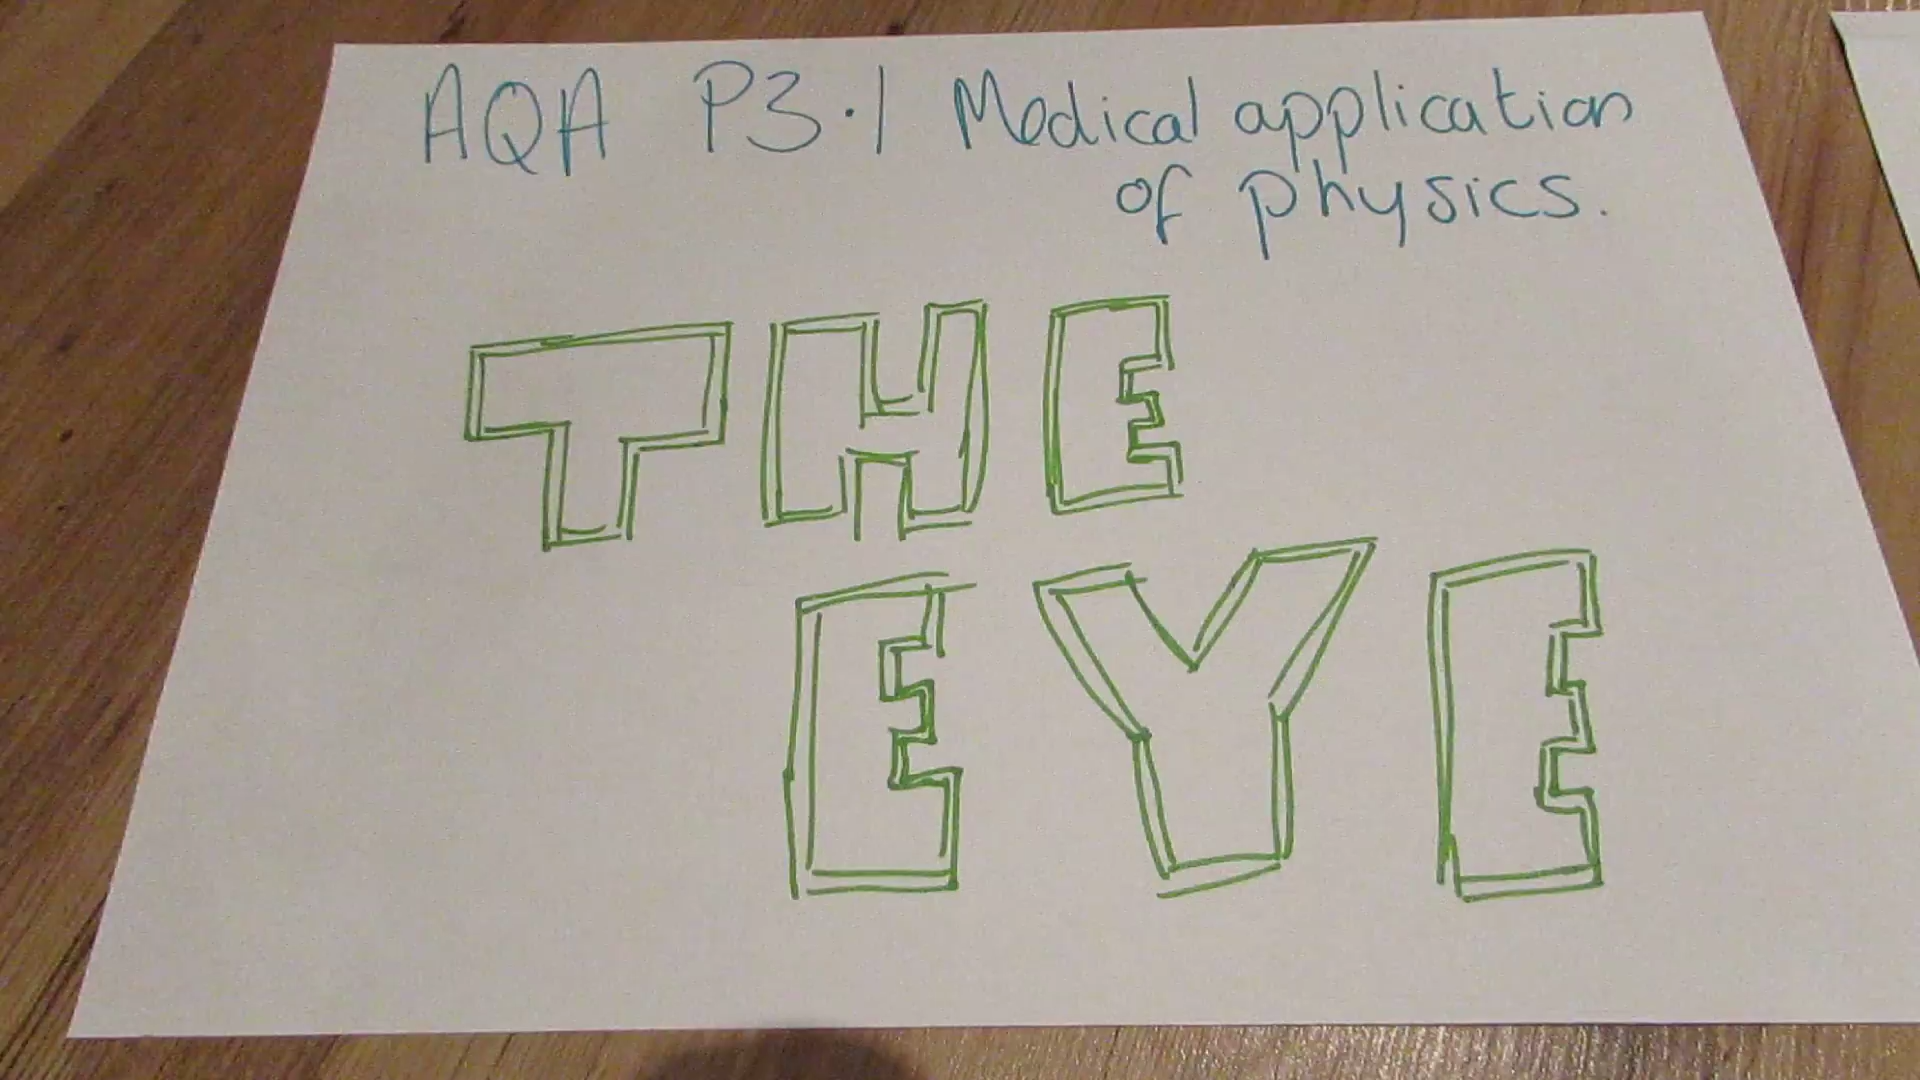 AQA P3.1 Medical application
of physics.
THE
EYE